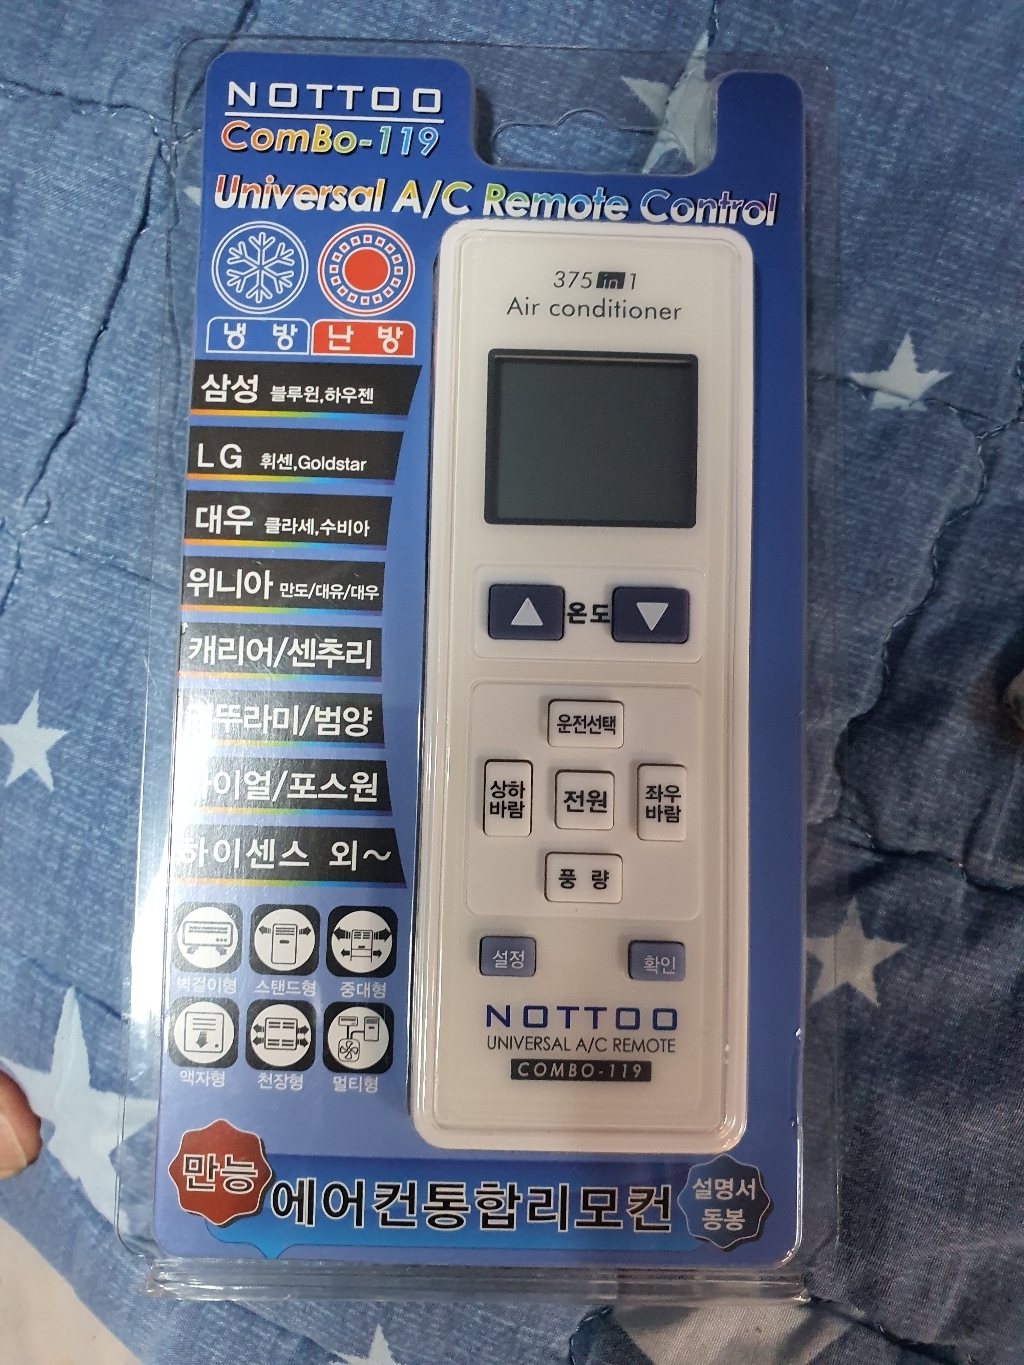 NOTTOO
ComBo-119
Universal A/C Remote Control
냉 방 난 방
삼성 블루윈,하우젠
LG 휘센,Goldstar
대우 클라세,수비아
위니아 만도/대유/대우
캐리어/센추리
뚜라미/범양
이얼/포스원
하이센스 외~
벽걸이형 스탠드형 중대형
액자형 천장형 멀티형
만능
에어컨통합리모컨
설명서
동봉
375 in 1
Air conditioner
온도
운전선택
상하
바람
전원
좌우
바람
풍 량
설정
확인
NOTTOO
UNIVERSAL A/C REMOTE
COMBO-119